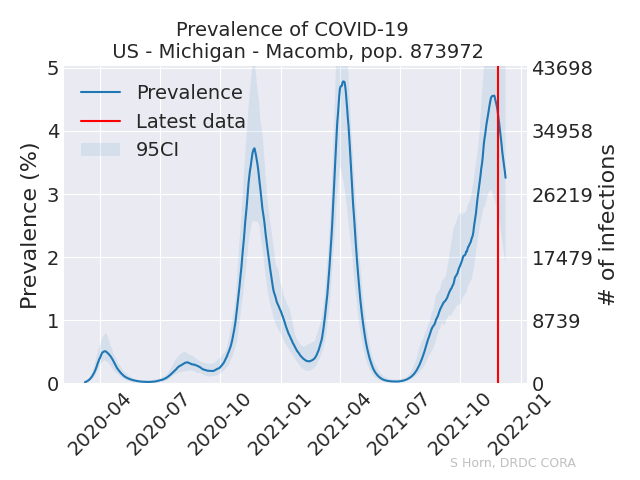 Prevalence of COVID-19
US - Michigan - Macomb, pop. 873972
Prevalence
Latest data
95CI
Prevalence (%)
5
4
3
2
1
0
43698
34958
26219
17479
8739
0
# of infections
2020-04
2020-07
2020-10
2021-01
2021-04
2021-07
2021-10
2022-01
S Horn, DRDC CORA